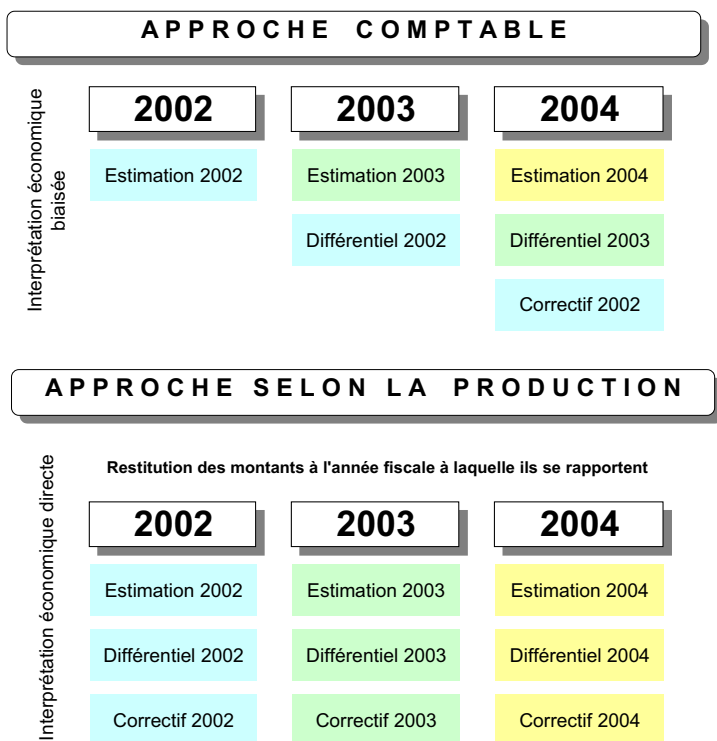 APPROCHE COMPTABLE
Interprétation économique
biaisée
2002 2003 2004
Estimation 2002 Estimation 2003 Estimation 2004
Différentiel 2002 Différentiel 2003
Correctif 2002
APPROCHE SELON LA PRODUCTION
Interprétation économique directe
Restitution des montants à l'année fiscale à laquelle ils se rapportent
2002 2003 2004
Estimation 2002 Estimation 2003 Estimation 2004
Différentiel 2002 Différentiel 2003 Différentiel 2004
Correctif 2002 Correctif 2003 Correctif 2004